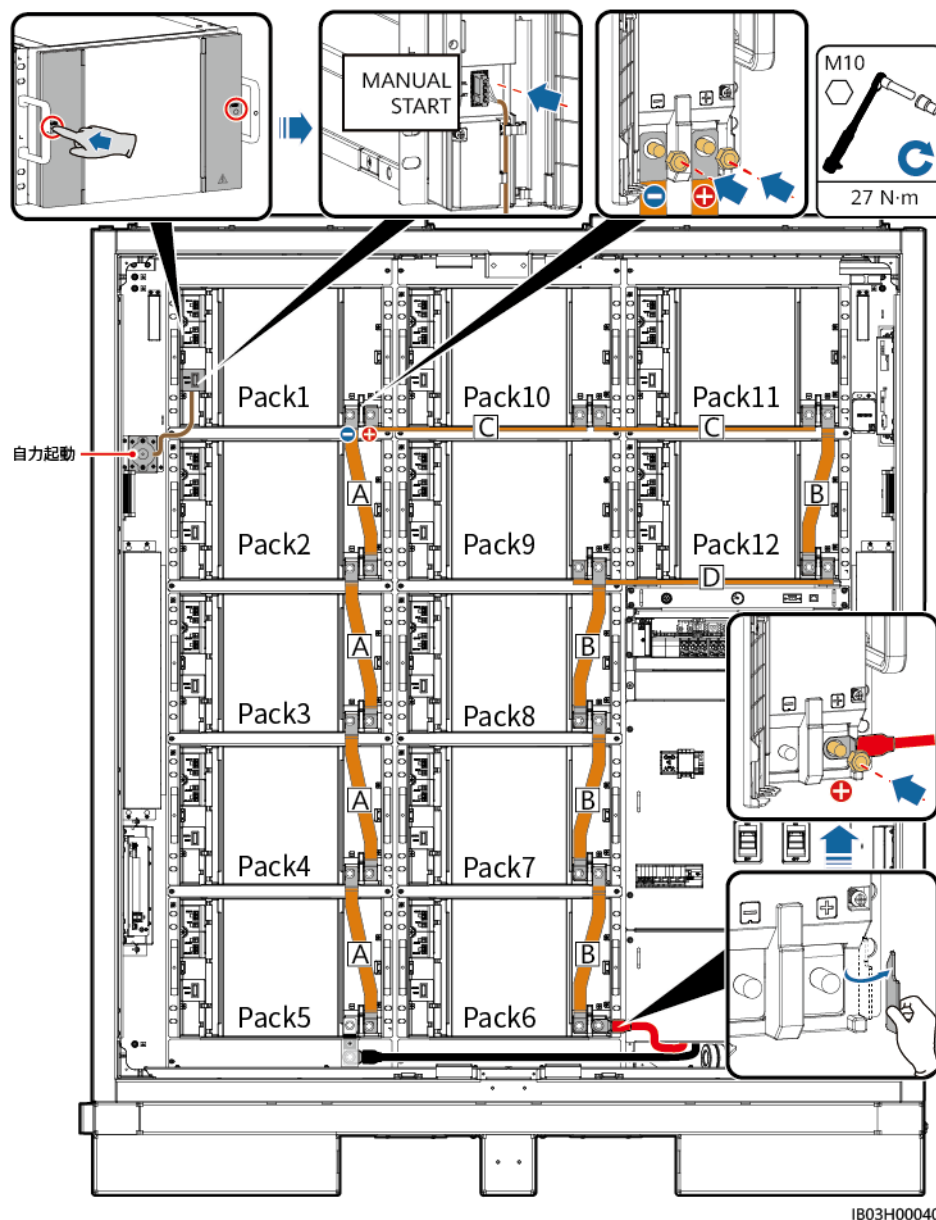 MANUAL
START
M10
27 N·m
自力起動
Pack1
Pack10
Pack11
C
C
A
B
Pack2
Pack9
Pack12
D
A
B
Pack3
Pack8
A
B
Pack4
Pack7
A
B
Pack5
Pack6
IB03H00040